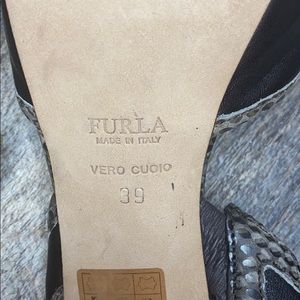 FURLA
MADE IN ITALY
VERO CUOIO
39